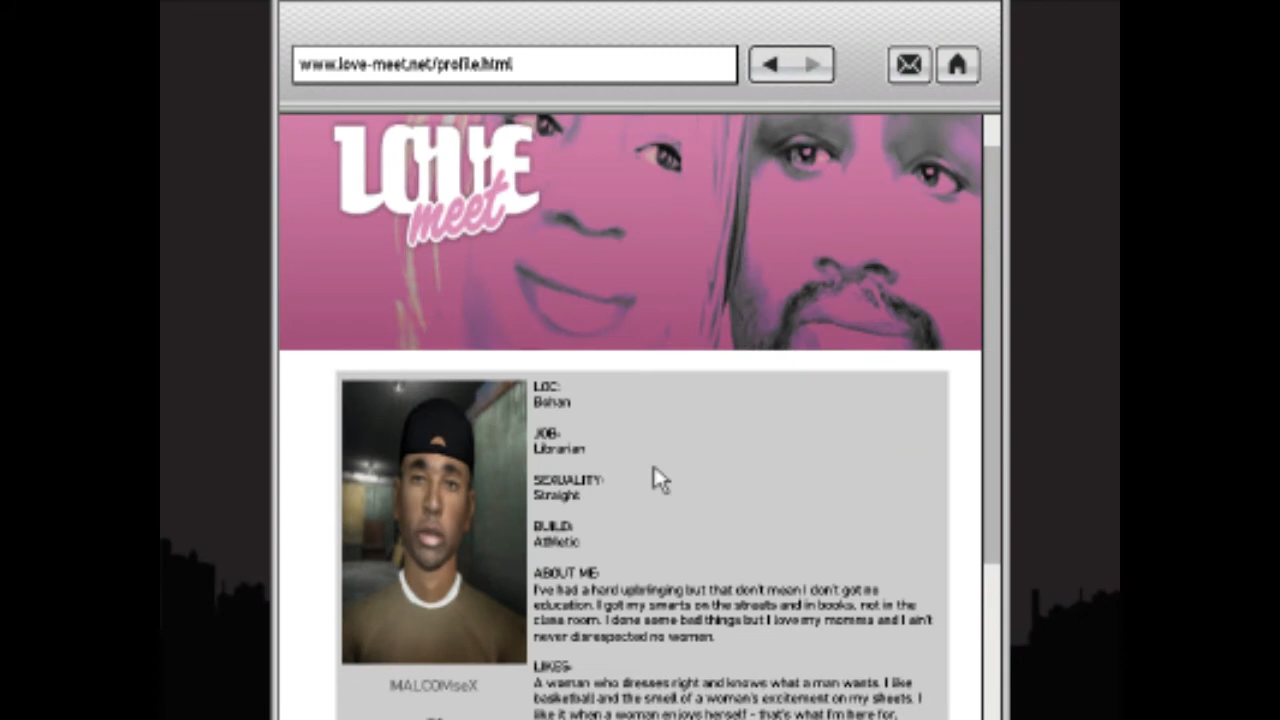 www.love-meet.net/profile.html
LOVE
meet
LOC:
Bohan
JOB:
Librarian
SEXUALITY:
Straight
BUILD:
Athletic
ABOUT ME:
I've had a hard upbringing but that don't mean I don't got no
education. I got my smarts on the streets and in books, not in the
class room. I done some bad things but I love my momma and I ain't
never disrespected no women.
MALCOMseX
LIKES:
A woman who dresses right and knows what a man wants. I like
basketball and the smell of a woman's excitement on my sheets. I
like it when a woman enjoys herself - that's what I'm here for.